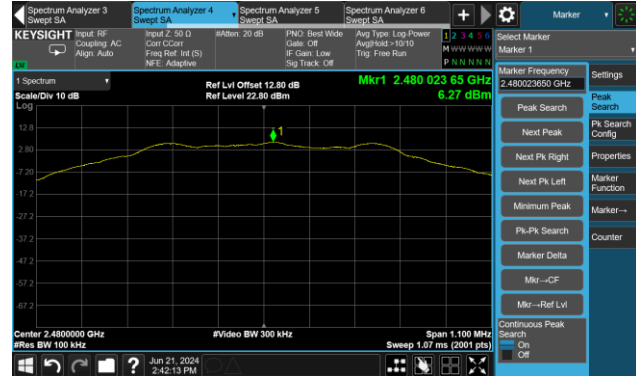 Spectrum Analyzer 3
Swept SA
Spectrum Analyzer 4
Swept SA
Spectrum Analyzer 5
Swept SA
Spectrum Analyzer 6
Swept SA
+
Marker
KEYSIGHT
Input: RF
Coupling: AC
Align: Auto
Input Z: 50 Ω
Corr CCorr
Freq Ref: Int (S)
NFE: Adaptive
#Atten: 20 dB
PNO: Best Wide
Gate: Off
IF Gain: Low
Sig Track: Off
Avg Type: Log-Power
Avg|Hold:>10/10
Trig: Free Run
1 2 3 4 5 6
M W W W W W
P N N N N N
Select Marker
Marker 1
LW
1 Spectrum
Scale/Div 10 dB
Ref Lvl Offset 12.80 dB
Ref Level 22.80 dBm
Mkr1 2.480 023 65 GHz
6.27 dBm
Log
12.8
2.80
-7.20
-17.2
-27.2
-37.2
-47.2
-57.2
-67.2
1
Center 2.4800000 GHz
#Res BW 100 kHz
#Video BW 300 kHz
Span 1.100 MHz
Sweep 1.07 ms (2001 pts)
Marker Frequency
2.480023650 GHz
Peak Search
Next Peak
Next Pk Right
Next Pk Left
Minimum Peak
Pk-Pk Search
Marker Delta
Mkr→CF
Mkr→Ref Lvl
Continuous Peak
Search
On
Off
Settings
Peak
Search
Pk Search
Config
Properties
Marker
Function
Marker→
Counter
?
Jun 21, 2024
2:42:13 PM